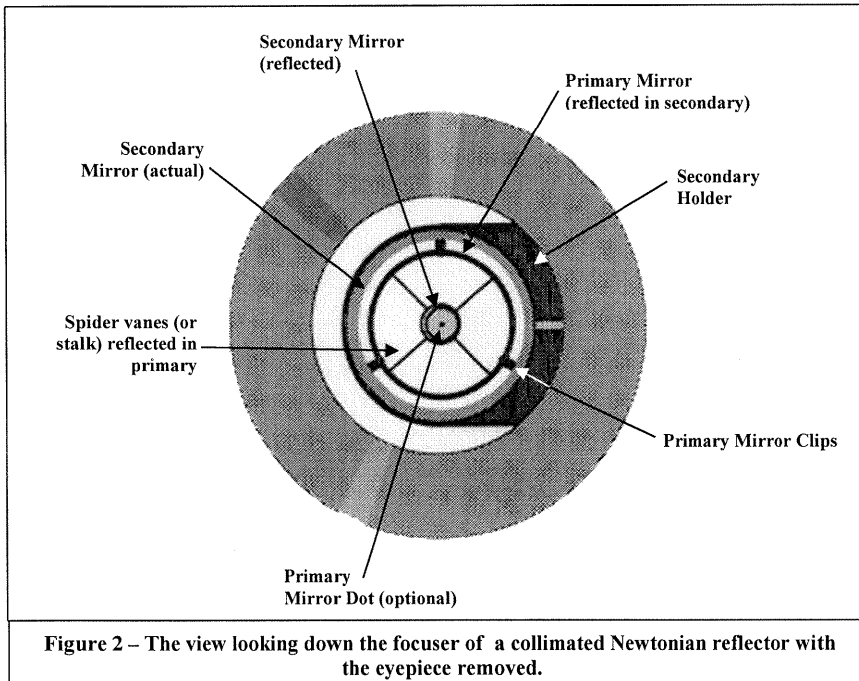 Secondary Mirror
(reflected)
Primary Mirror
(reflected in secondary)
Secondary
Mirror (actual)
Secondary
Holder
Spider vanes (or
stalk) reflected in
primary
Primary Mirror Clips
Primary
Mirror Dot (optional)
Figure 2 – The view looking down the focuser of a collimated Newtonian reflector with
the eyepiece removed.